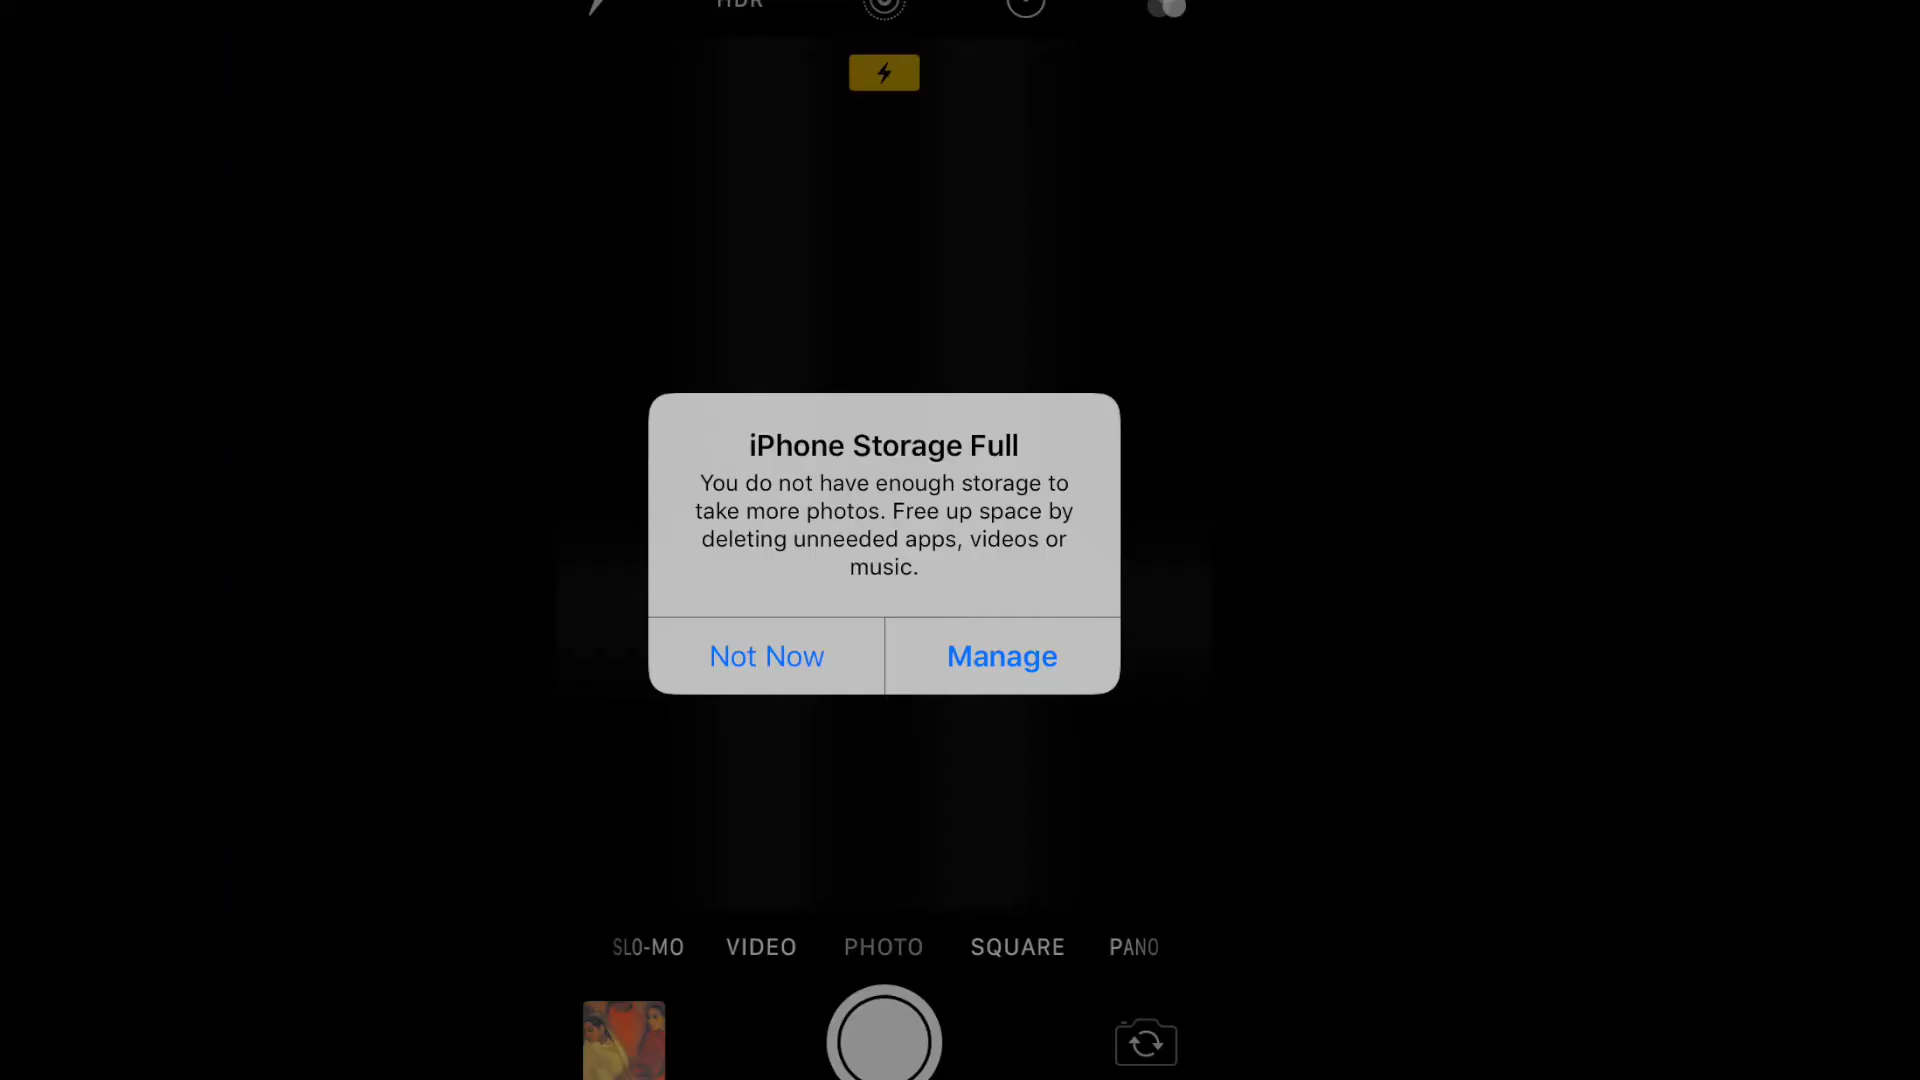 HDR
iPhone Storage Full
You do not have enough storage to
take more photos. Free up space by
deleting unneeded apps, videos or
music.
Not Now Manage
SLO-MO VIDEO PHOTO SQUARE PANO